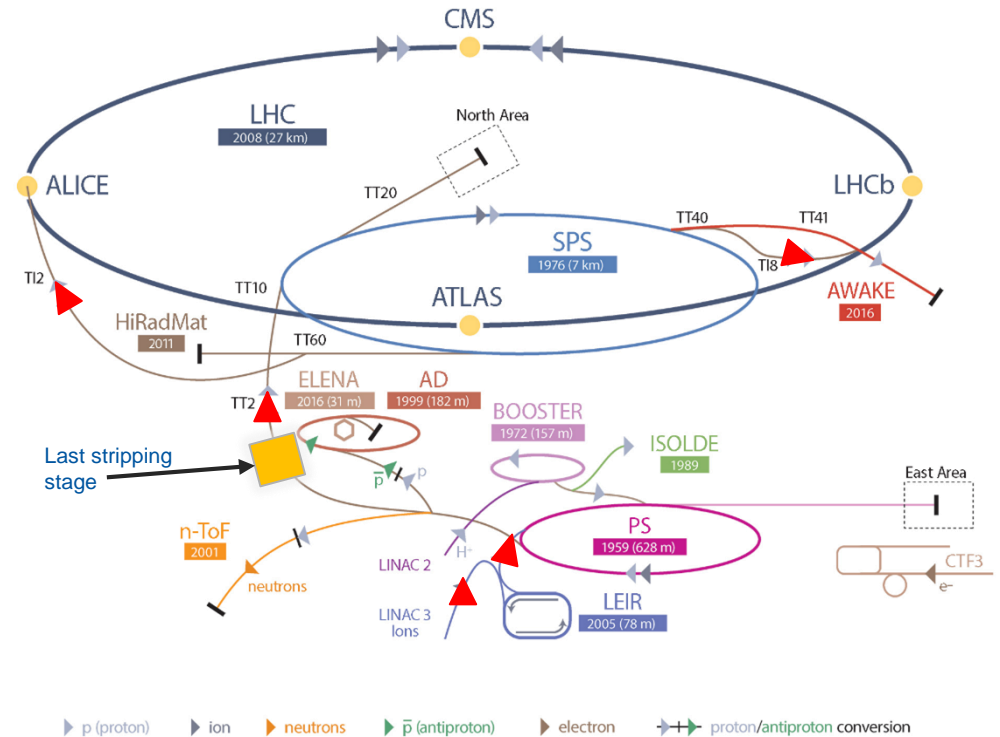 CMS
LHC
2008 (27 km)
North Area
ALICE
TT20
LHCb
TT40
TT41
SPS
1976 (7 km)
TI2
TT10
TI8
ATLAS
AWAKE
2016
HiRadMat
2011
TT60
ELENA
2016 (31 m)
AD
1999 (182 m)
TT2
BOOSTER
1972 (157 m)
ISOLDE
1989
Last stripping
stage
East Area
p
p̅
n-ToF
2001
PS
1959 (628 m)
H⁻
LINAC 2
neutrons
CTF3
e-
LEIR
2005 (78 m)
LINAC 3
Ions
p (proton)
ion
neutrons
p̅ (antiproton)
electron
proton/antiproton conversion